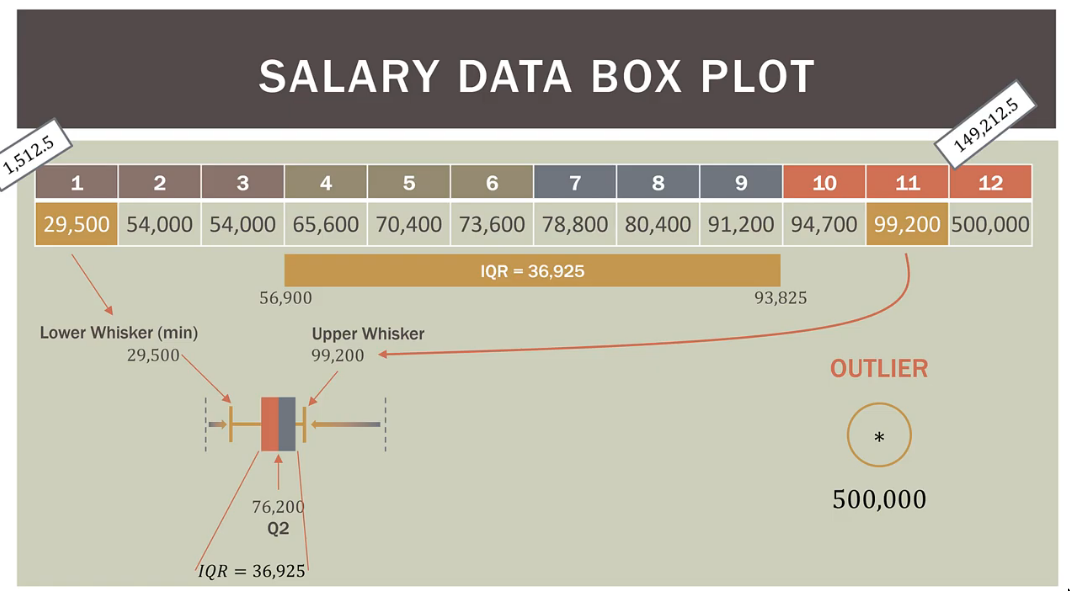 SALARY DATA BOX PLOT
1,512.5
149,212.5
1 2 3 4 5 6 7 8 9 10 11 12
29,500 54,000 54,000 65,600 70,400 73,600 78,800 80,400 91,200 94,700 99,200 500,000
IQR = 36,925
56,900 93,825
Lower Whisker (min)
29,500
Upper Whisker
99,200
OUTLIER
*
500,000
76,200
Q2
IQR = 36,925